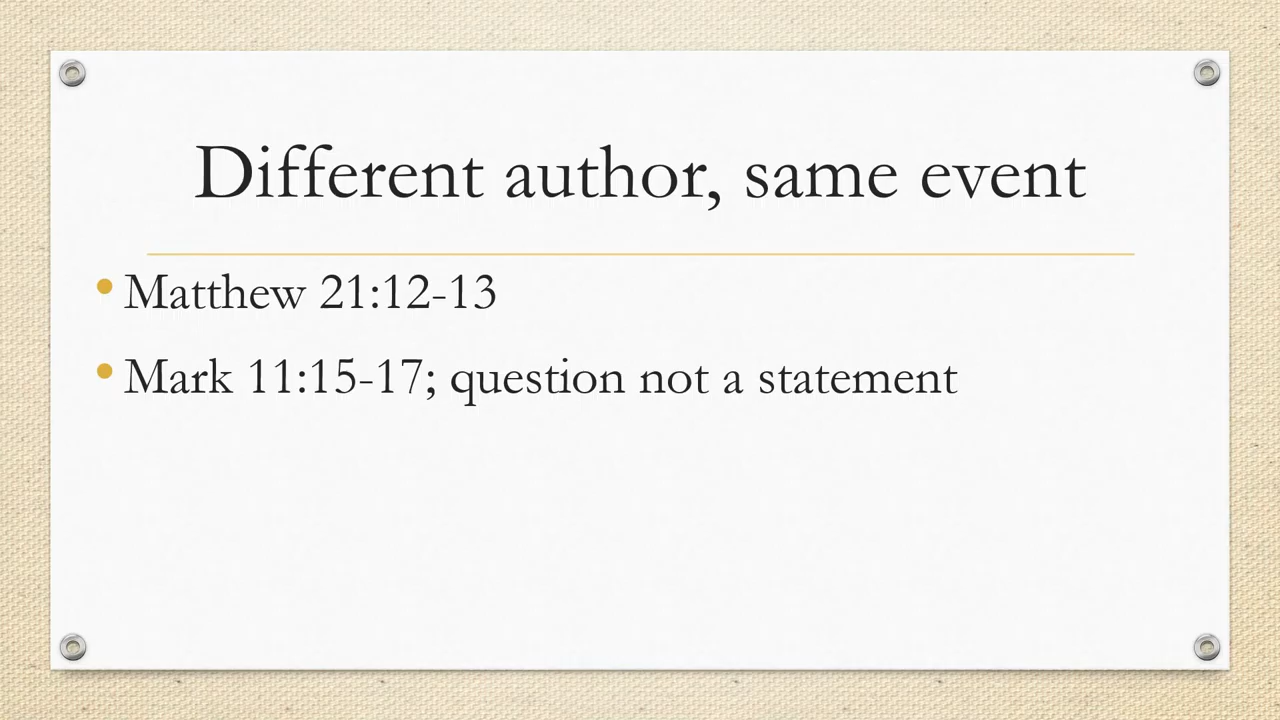 Different author, same event
• Matthew 21:12-13
• Mark 11:15-17; question not a statement